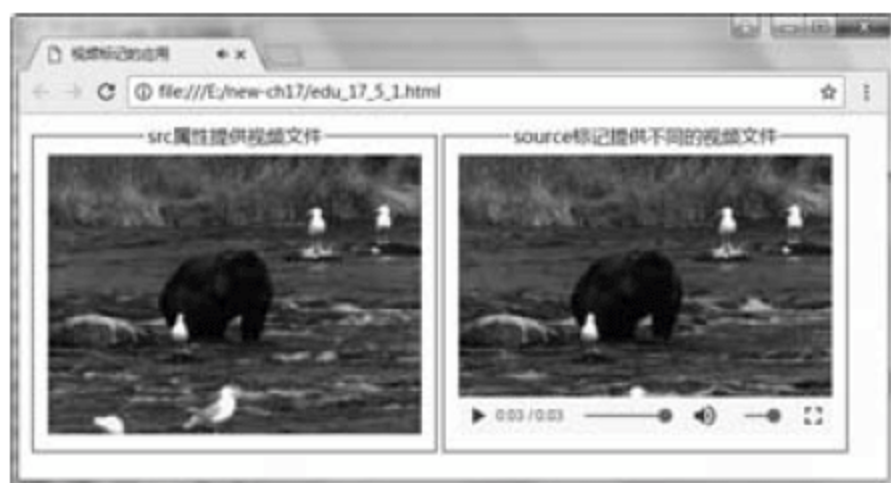 视频标记的应用
file:///E:/new-ch17/edu_17_5_1.html
src属性提供视频文件
source标记提供不同的视频文件
0:03 / 0:03